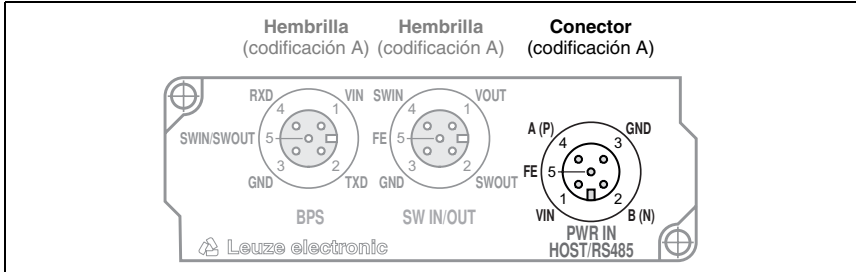 Hembrilla Hembrilla Conector
(codificación A) (codificación A) (codificación A)
RXD VIN SWIN VOUT
4 1 4 1
A (P) GND
4 3
SWIN/SWOUT 5 FE 5
FE 5
3 2 3 2
GND TXD GND SWOUT
1 2
VIN B (N)
BPS SW IN/OUT PWR IN
HOST/RS485
Leuze electronic